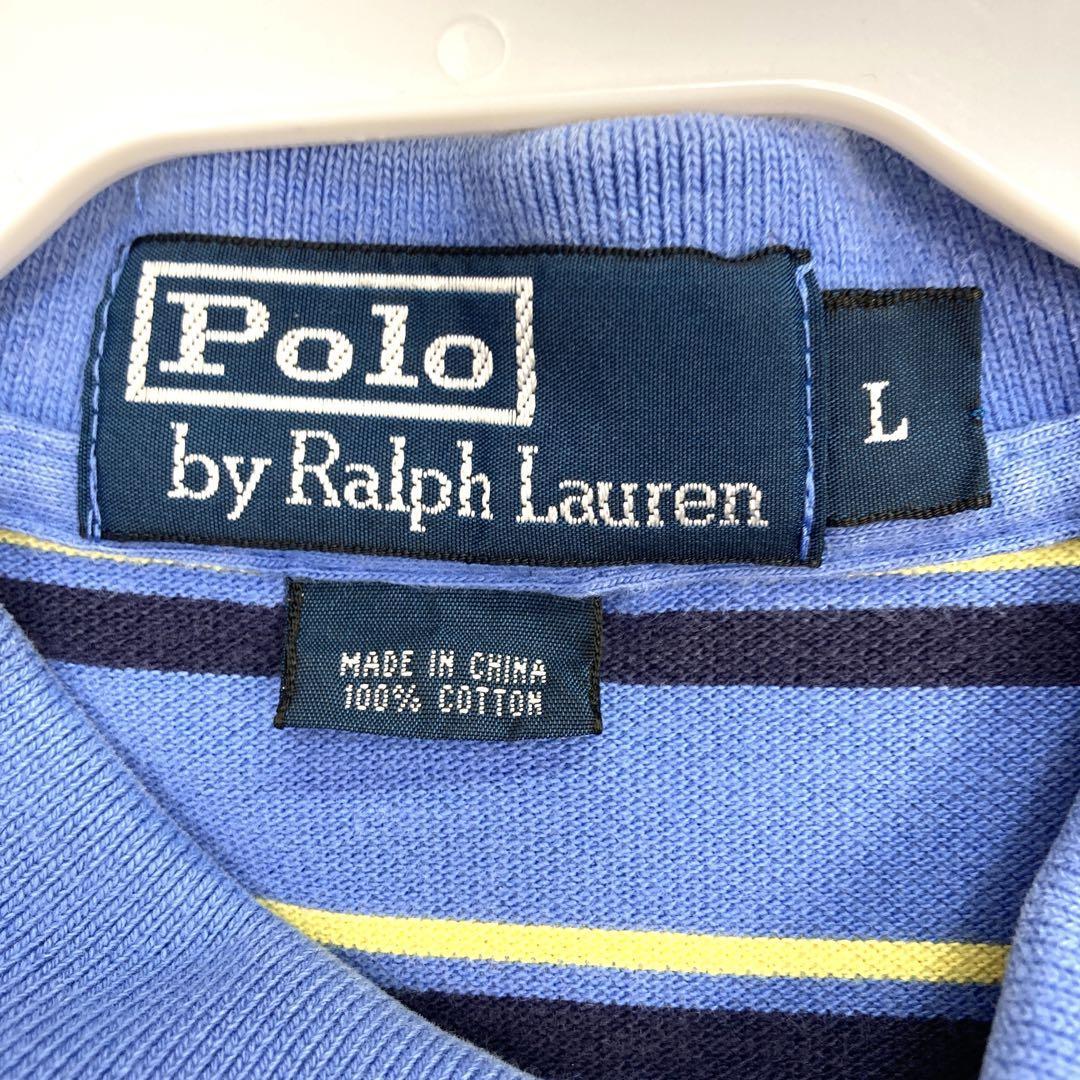 Polo
by Ralph Lauren
L
MADE IN CHINA
100% COTTON